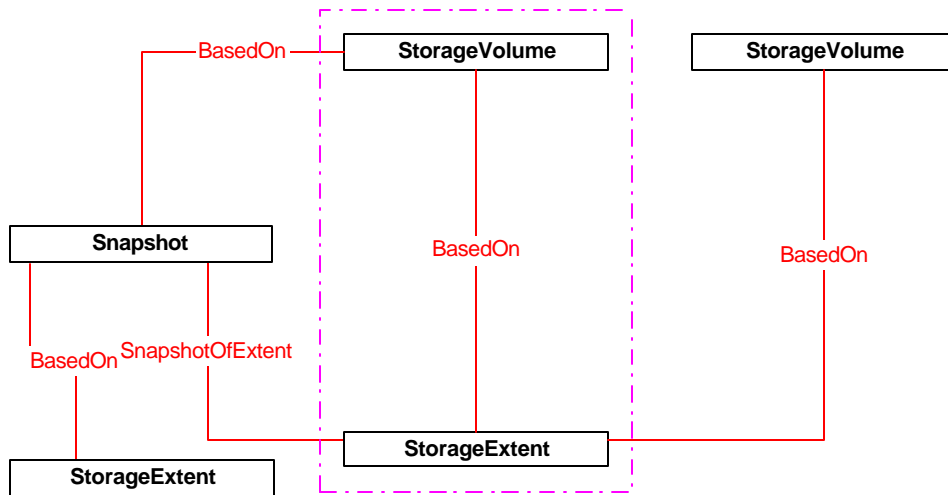 BasedOn
StorageVolume
StorageVolume
Snapshot
BasedOn
BasedOn
BasedOn
SnapshotOfExtent
StorageExtent
StorageExtent